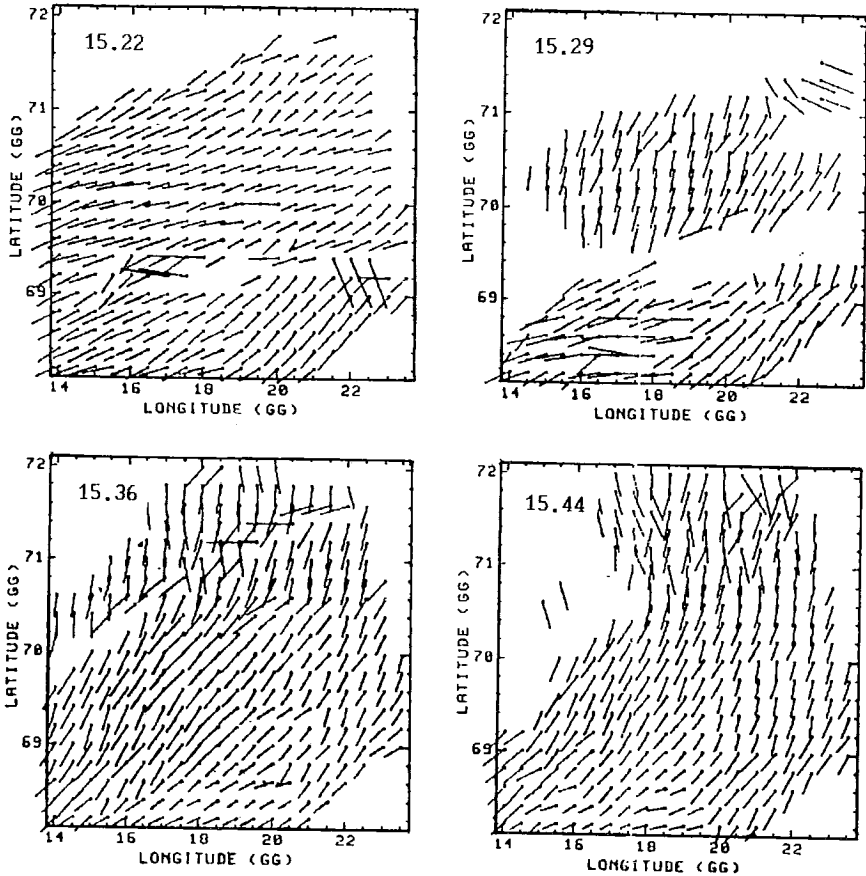 15.22
72
71
70
69
LATITUDE (GG)
14 16 18 20 22
LONGITUDE (GG)
15.29
72
71
70
69
LATITUDE (GG)
14 16 18 20 22
LONGITUDE (GG)
15.36
72
71
70
69
LATITUDE (GG)
14 16 18 20 22
LONGITUDE (GG)
15.44
72
71
70
69
LATITUDE (GG)
14 16 18 20 22
LONGITUDE (GG)